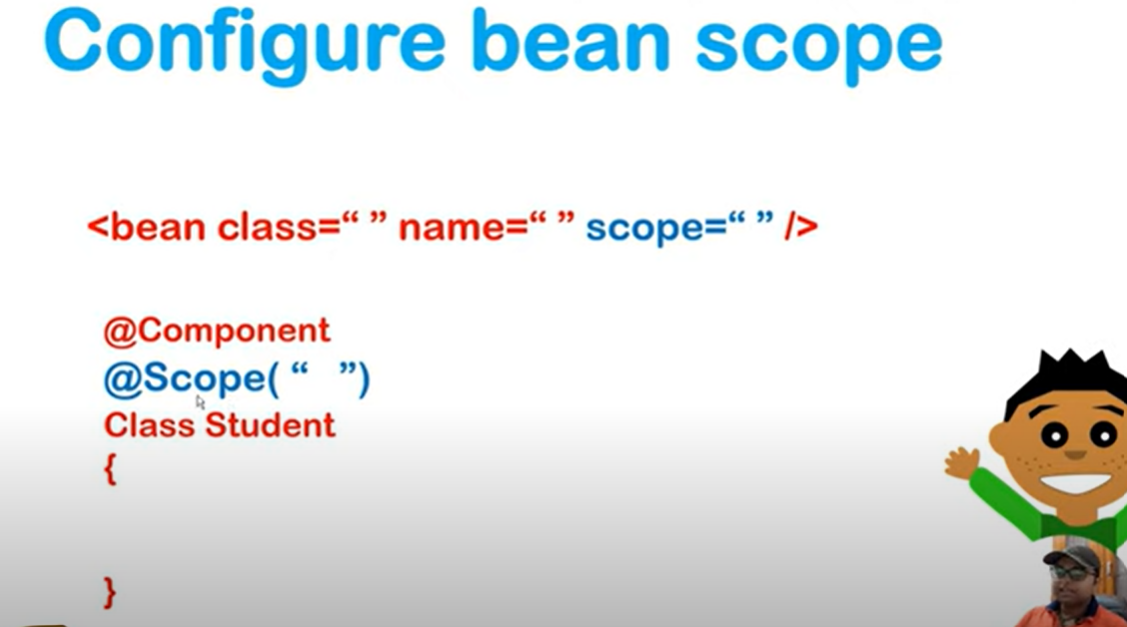 Configure bean scope
<bean class=“ ” name=“ ” scope=“ ” />
@Component
@Scope( “   ”)
Class Student
{
}